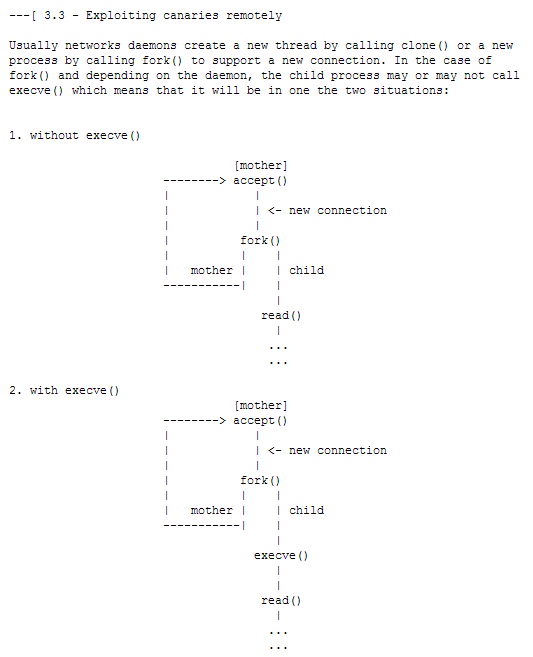 ---[ 3.3 - Exploiting canaries remotely
Usually networks daemons create a new thread by calling clone() or a new
process by calling fork() to support a new connection. In the case of
fork() and depending on the daemon, the child process may or may not call
execve() which means that it will be in one the two situations:
1. without execve()
[mother]
--------> accept()
| |
| | <- new connection
| |
| fork()
| | |
| mother | | child
-----------| |
|
read()
|
...
...
2. with execve()
[mother]
--------> accept()
| |
| | <- new connection
| |
| fork()
| | |
| mother | | child
-----------| |
|
execve()
|
|
read()
|
...
...